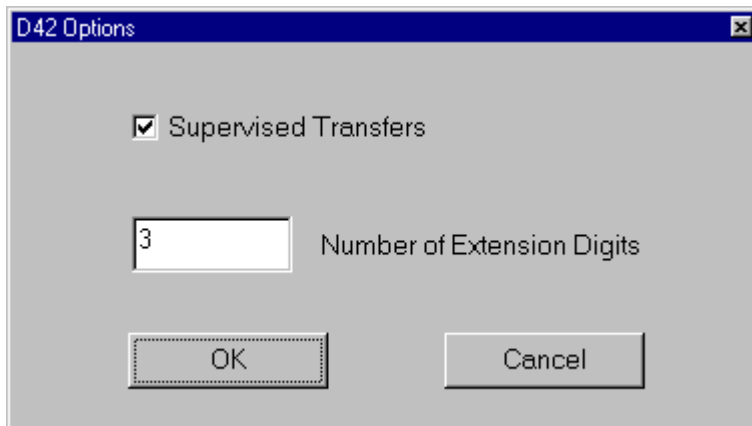 D42 Options
Supervised Transfers
3
Number of Extension Digits
OK
Cancel